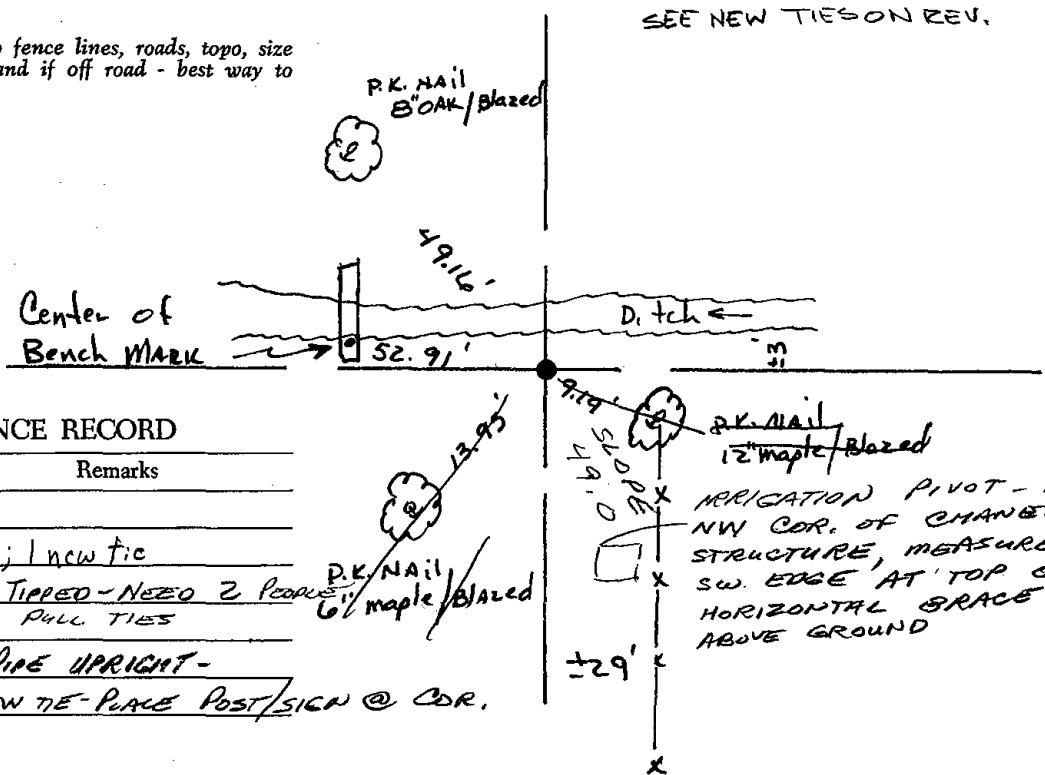 SEE NEW TIES ON REV.
fence lines, roads, topo, size
and if off road - best way to
P.K. NAil
8" OAK/Blazed
49.16'
Center of
Bench MARK
Ditch
52.91'
9.19'
13.95'
SLOPE
49.0
P.K. NAil
12" maple/Blazed
NCE RECORD
Remarks
; 1 new tie
TIPPED - NEED 2 PEOPLE
PULL TIES
PIPE UPRIGHT -
TIE - PLACE POST/SIGN @ COR.
P.K. NAil
6" maple/BLAzed
IRRIGATION PIVOT -
NW COR. OF
STRUCTURE,
SW. EDGE AT TOP
HORIZONTAL BRACE
ABOVE GROUND
±29'